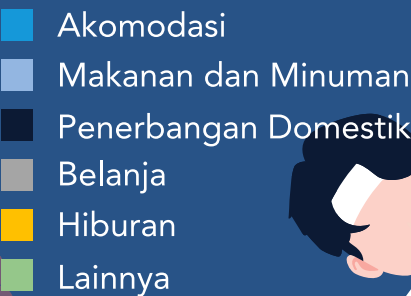 Akomodasi
Makanan dan Minuman
Penerbangan Domestik
Belanja
Hiburan
Lainnya